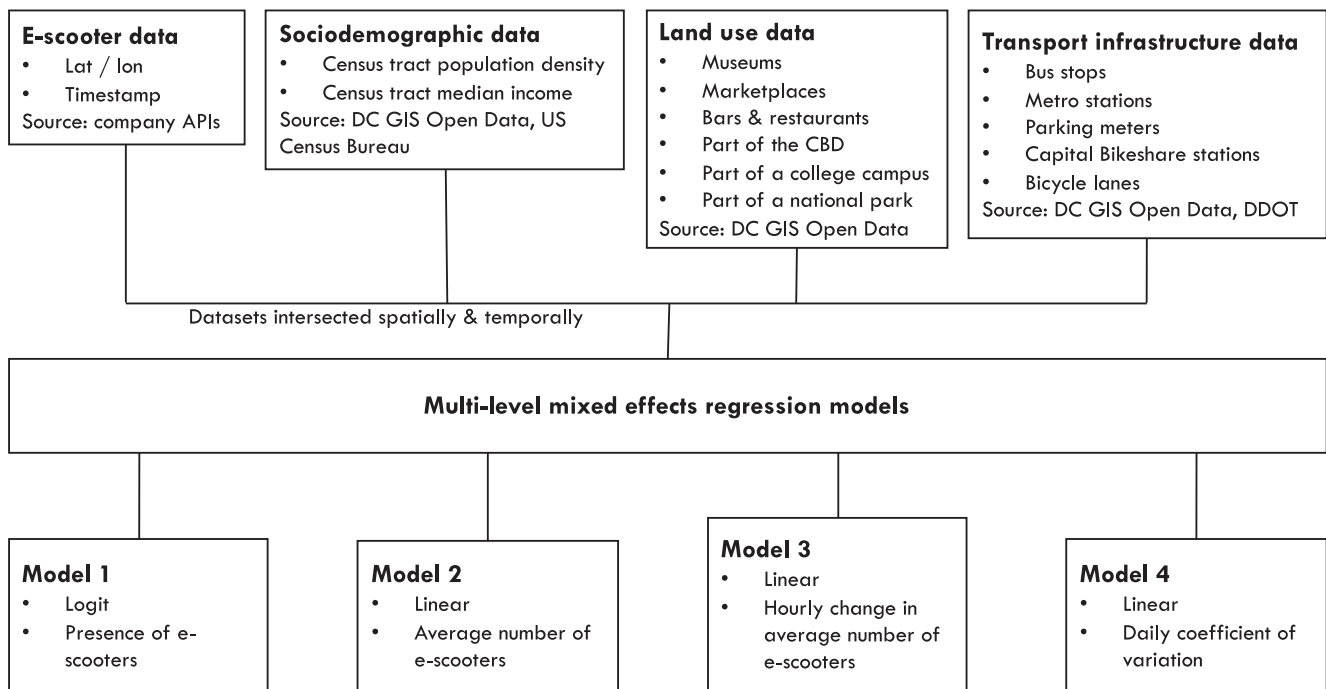 E-scooter data
• Lat / lon
• Timestamp
Source: company APIs
Sociodemographic data
• Census tract population density
• Census tract median income
Source: DC GIS Open Data, US
Census Bureau
Land use data
• Museums
• Marketplaces
• Bars & restaurants
• Part of the CBD
• Part of a college campus
• Part of a national park
Source: DC GIS Open Data
Transport infrastructure data
• Bus stops
• Metro stations
• Parking meters
• Capital Bikeshare stations
• Bicycle lanes
Source: DC GIS Open Data, DDOT
Datasets intersected spatially & temporally
Multi-level mixed effects regression models
Model 1
• Logit
• Presence of e-
scooters
Model 2
• Linear
• Average number of
e-scooters
Model 3
• Linear
• Hourly change in
average number of
e-scooters
Model 4
• Linear
• Daily coefficient of
variation